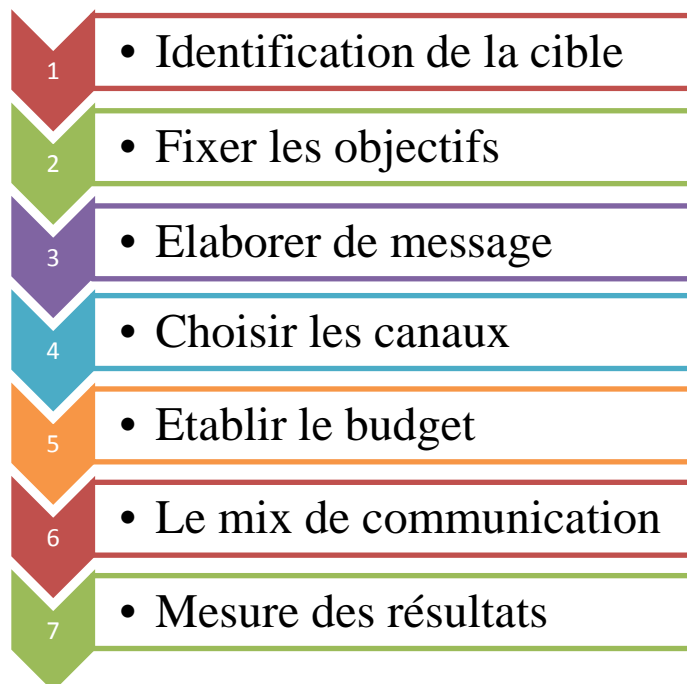 1 • Identification de la cible
2 • Fixer les objectifs
3 • Elaborer de message
4 • Choisir les canaux
5 • Etablir le budget
6 • Le mix de communication
7 • Mesure des résultats